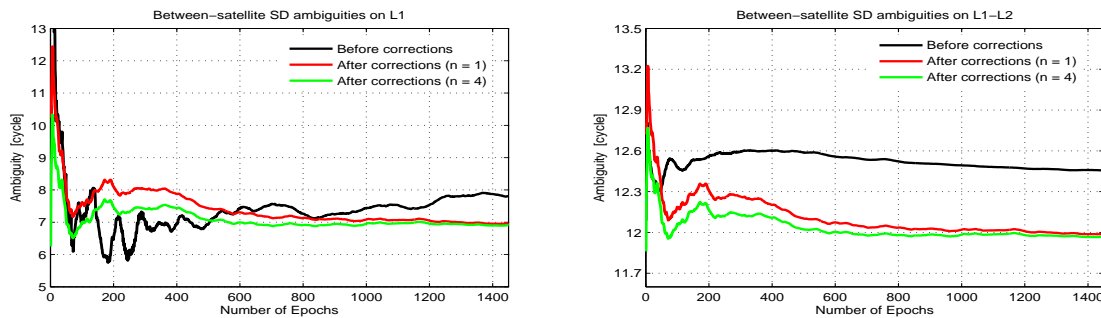 Between-satellite SD ambiguities on L1
13
12
11
10
9
8
7
6
5
Ambiguity [cycle]
Before corrections
After corrections (n = 1)
After corrections (n = 4)
0 200 400 600 800 1000 1200 1400
Number of Epochs
Between-satellite SD ambiguities on L1-L2
13.5
13.2
12.9
12.6
12.3
12
11.7
Ambiguity [cycle]
Before corrections
After corrections (n = 1)
After corrections (n = 4)
0 200 400 600 800 1000 1200 1400
Number of Epochs